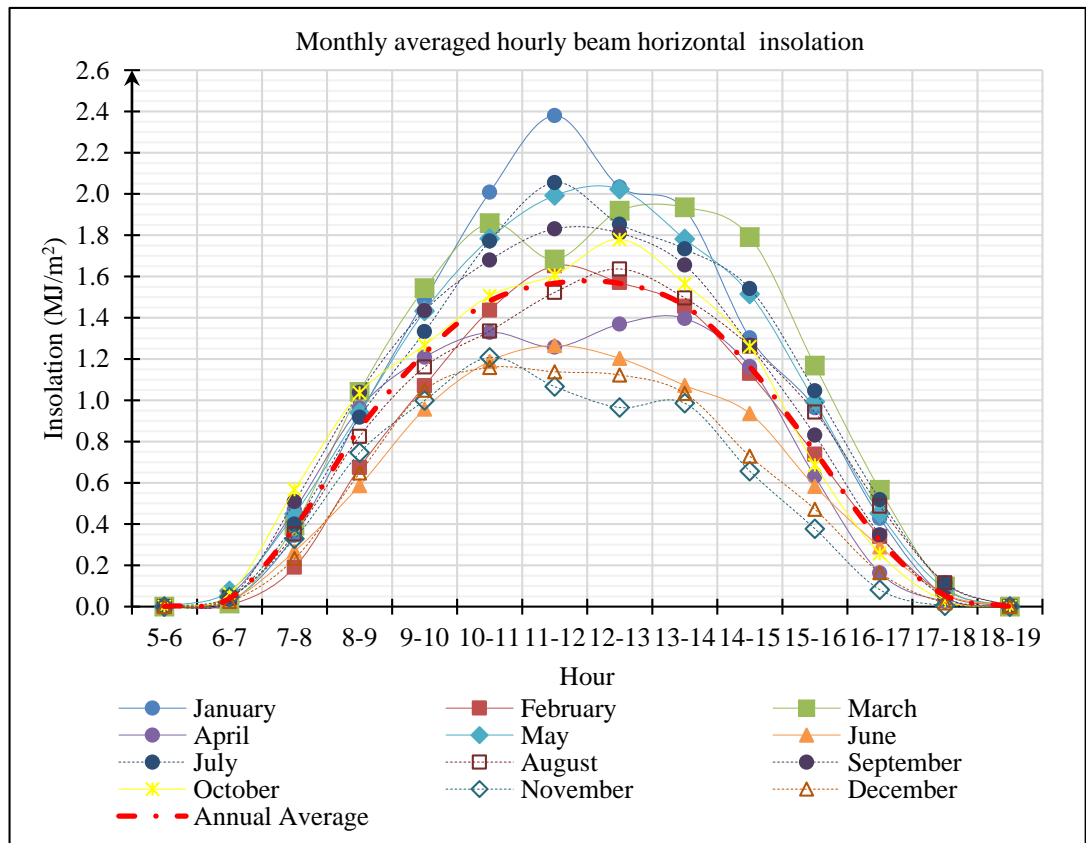 Monthly averaged hourly beam horizontal insolation
Insolation (MJ/m²)
2.6
2.4
2.2
2.0
1.8
1.6
1.4
1.2
1.0
0.8
0.6
0.4
0.2
0.0
5-6 6-7 7-8 8-9 9-10 10-11 11-12 12-13 13-14 14-15 15-16 16-17 17-18 18-19
Hour
January February March
April May June
July August September
October November December
Annual Average